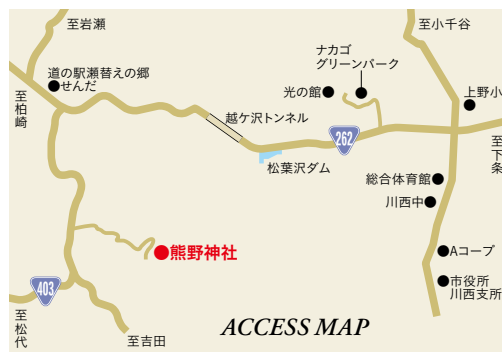 至岩瀬
至小千谷
ナカゴ
グリーンパーク
道の駅瀬替えの郷
せんだ
光の館
上野小
至柏崎
越ケ沢トンネル
262
至下条
松葉沢ダム
総合体育館
川西中
熊野神社
Aコープ
403
市役所
川西支所
至松代
至吉田
ACCESS MAP